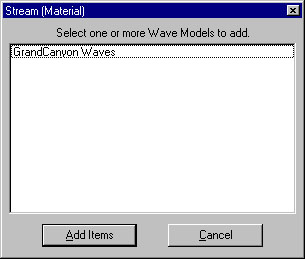 Stream (Material)
Select one or more Wave Models to add.
GrandCanyon Waves
Add Items
Cancel